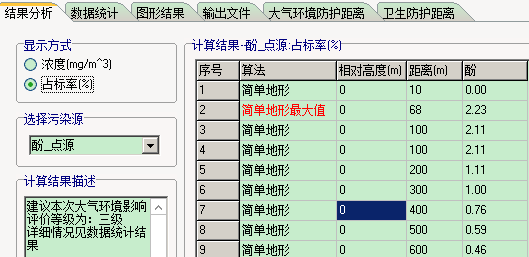 结果分析 数据统计 图形结果 输出文件 大气环境防护距离 卫生防护距离
显示方式
浓度(mg/m^3)
占标率(%)
选择污染源
酚_点源
计算结果描述
建议本次大气环境影响
评价等级为：三级
详细情况见数据统计结
果
计算结果-酚_点源:占标率(%)
序号 算法 相对高度(m) 距离(m) 酚
1 简单地形 0 10 0.00
2 简单地形最大值 0 68 2.23
3 简单地形 0 100 2.11
4 简单地形 0 100 2.11
5 简单地形 0 200 1.11
6 简单地形 0 300 1.00
7 简单地形 0 400 0.76
8 简单地形 0 500 0.59
9 简单地形 0 600 0.46